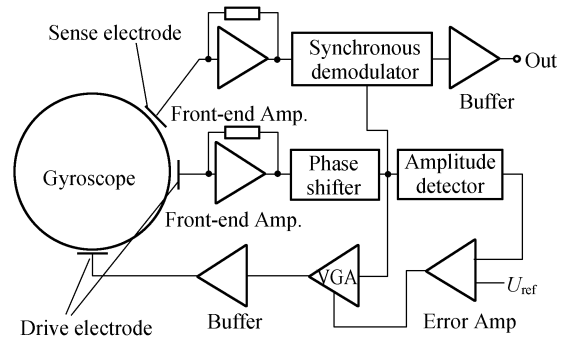 Sense electrode
Synchronous
demodulator
Out
Buffer
Front-end Amp.
Gyroscope
Phase
shifter
Amplitude
detector
Front-end Amp.
VGA
Uref
Drive electrode
Buffer
Error Amp